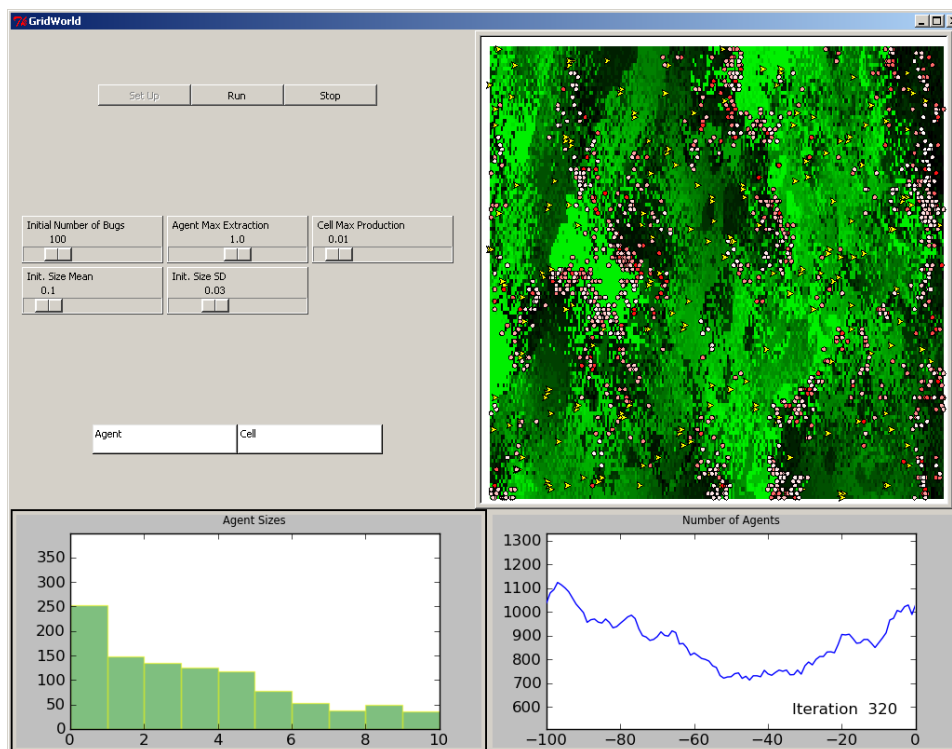 GridWorld
Set Up Run Stop
Initial Number of Bugs Agent Max Extraction Cell Max Production
100 1.0 0.01
Init. Size Mean Init. Size SD
0.1 0.03
Agent Cell
Agent Sizes
350
300
250
200
150
100
50
0
0 2 4 6 8 10
Number of Agents
1300
1200
1100
1000
900
800
700
600
Iteration 320
−100 −80 −60 −40 −20 0